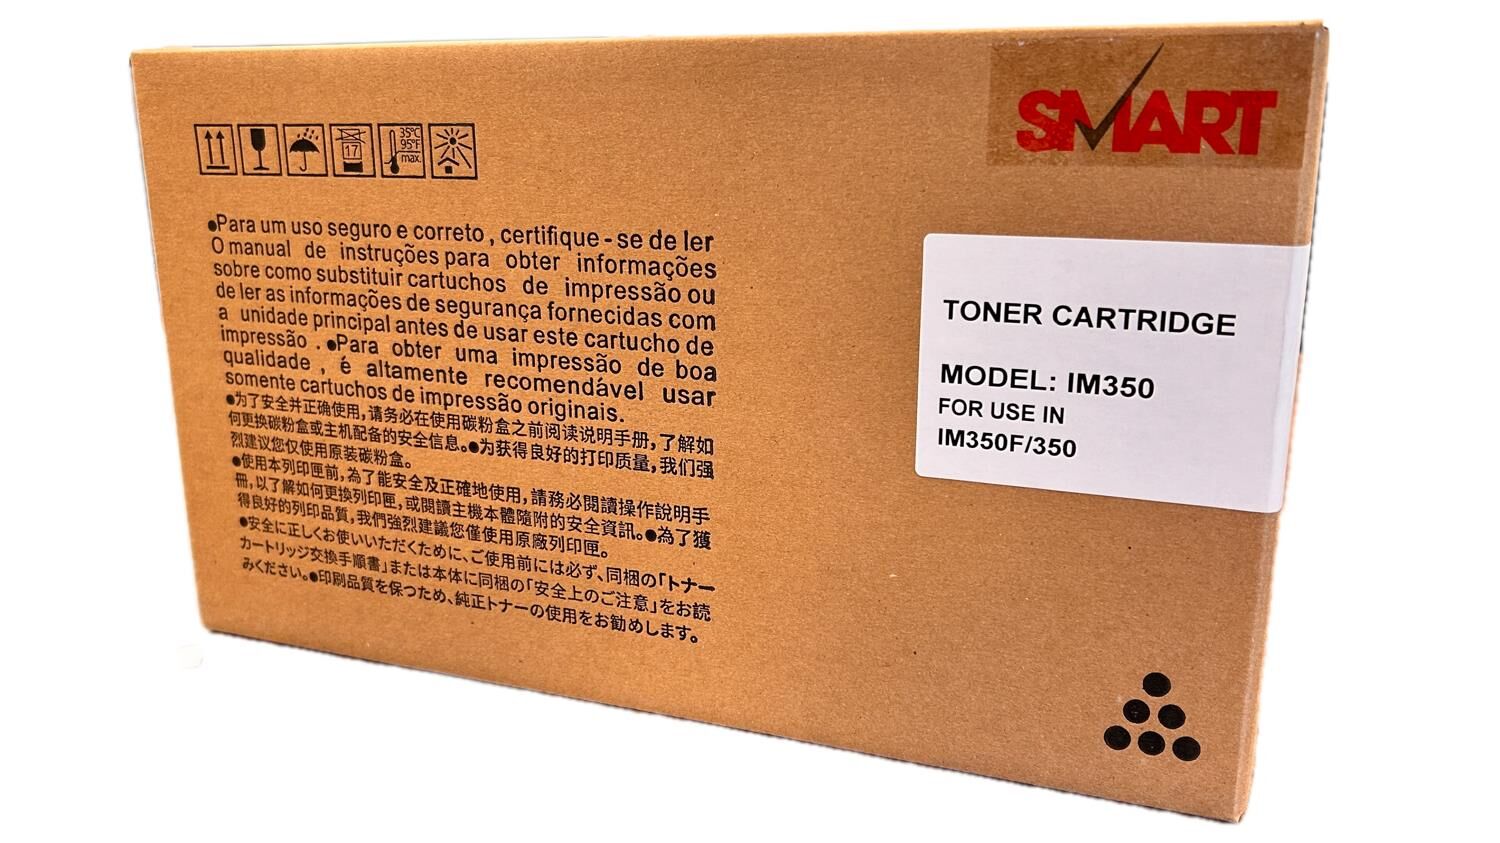 17
35°C
95°F
max.
SMART
●Para um uso seguro e correto , certifique - se de ler
O manual de instruções para obter informações
sobre como substituir cartuchos de impressão ou
de ler as informações de segurança fornecidas com
a unidade principal antes de usar este cartucho de
impressão . ●Para obter uma impressão de boa
qualidade , é altamente recomendável usar
somente cartuchos de impressão originais.
●为了安全并正确使用,请务必在使用碳粉盒之前阅读说明手册,了解如
何更换碳粉盒或主机配备的安全信息。●为获得良好的打印质量,我们强
烈建议您仅使用原装碳粉盒。
●使用本列印匣前,為了能安全及正確地使用,請務必閱讀操作說明手
冊,以了解如何更換列印匣,或閱讀主機本體隨附的安全資訊。●為了獲
得良好的列印品質,我們強烈建議您僅使用原廠列印匣。
●安全に正しくお使いいただくために、ご使用前には必ず、同梱の「トナー
カートリッジ交換手順書」または本体に同梱の「安全上のご注意」をお読
みください。●印刷品質を保つため、純正トナーの使用をお勧めします。
TONER CARTRIDGE
MODEL: IM350
FOR USE IN
IM350F/350